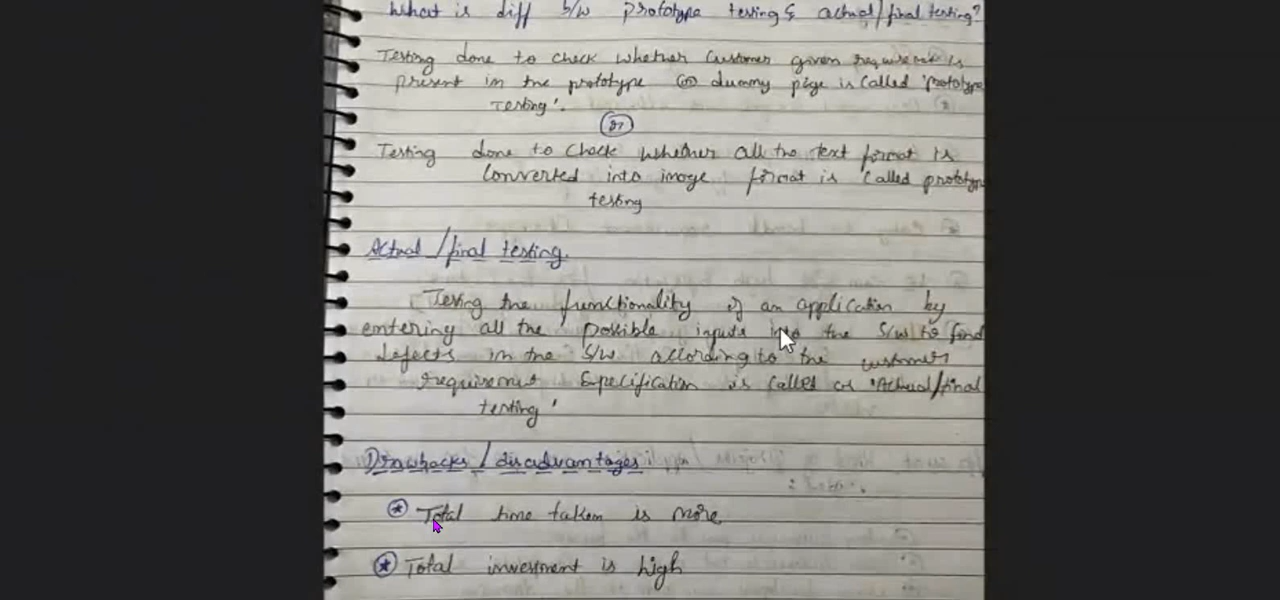 What is diff b/w prototype testing & actual/final testing?
Testing done to check whether customer given requirement is
present in the prototype (or) dummy page is called 'prototype
Testing'.
or
Testing done to check whether all the text format is
converted into image format is called prototype
testing
Actual/final testing.
Testing the functionality of an application by
entering all the possible inputs into the S/W to find
defects in the S/W according to the customer
requirement specification is called as 'Actual/final
testing'
Drawbacks/disadvantages
Total time taken is more
Total investment is high